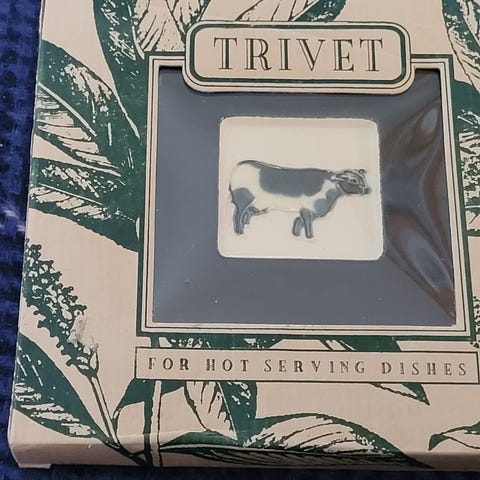 TRIVET
FOR HOT SERVING DISHES